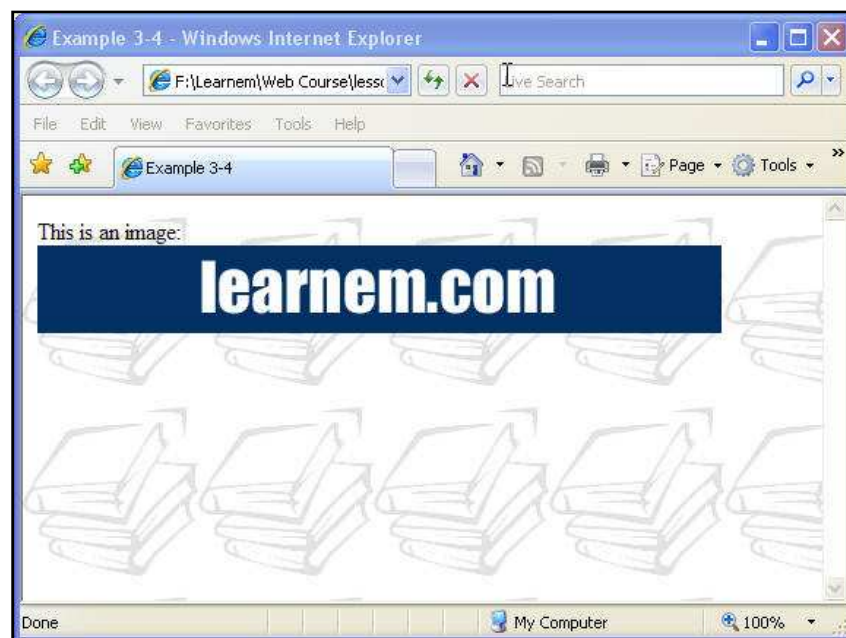 Example 3-4 - Windows Internet Explorer
F:\Learnem\Web Course\less
Live Search
File Edit View Favorites Tools Help
Example 3-4
Page Tools »
This is an image:
learnem.com
Done My Computer 100%